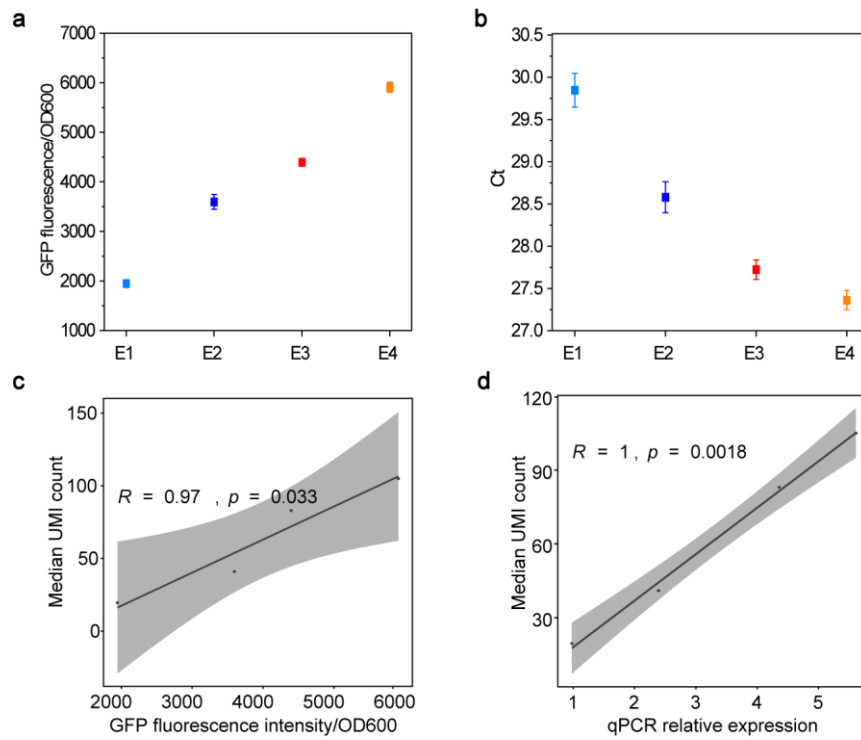 a
7000
6000
5000
4000
3000
2000
1000
GFP fluorescence/OD600
E1 E2 E3 E4
b
30.5
30.0
29.5
29.0
28.5
28.0
27.5
27.0
Ct
E1 E2 E3 E4
c
150
100
50
0
Median UMI count
R = 0.97 , p = 0.033
2000 3000 4000 5000 6000
GFP fluorescence intensity/OD600
d
120
90
60
30
Median UMI count
R = 1 , p = 0.0018
1 2 3 4 5
qPCR relative expression